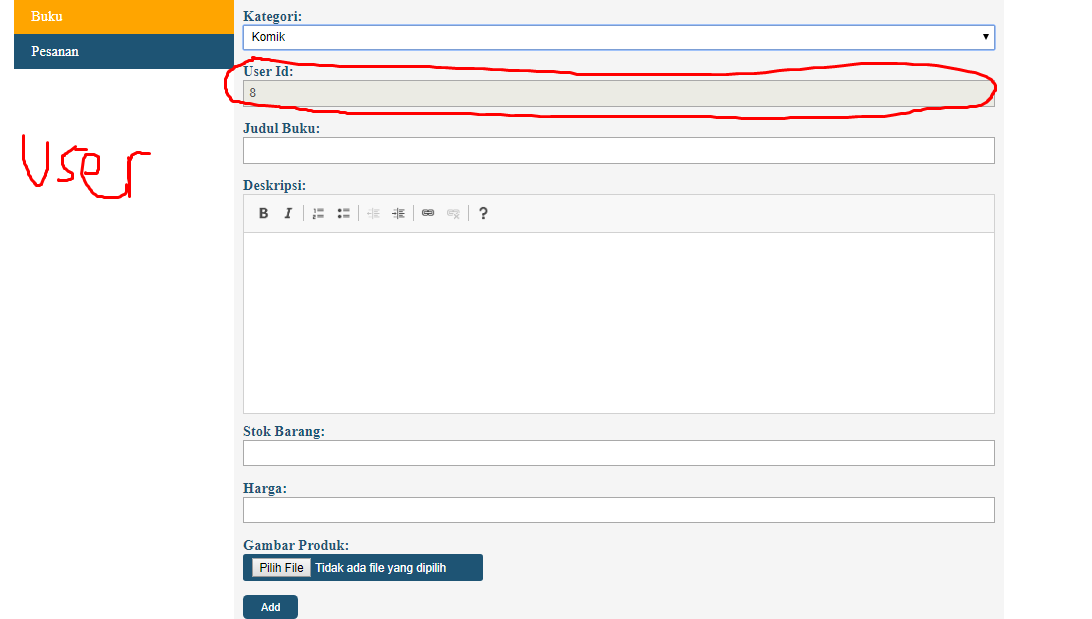 Buku
Pesanan
User
Kategori:
Komik
User Id:
8
Judul Buku:
Deskripsi:
B I ?
Stok Barang:
Harga:
Gambar Produk:
Pilih File Tidak ada file yang dipilih
Add